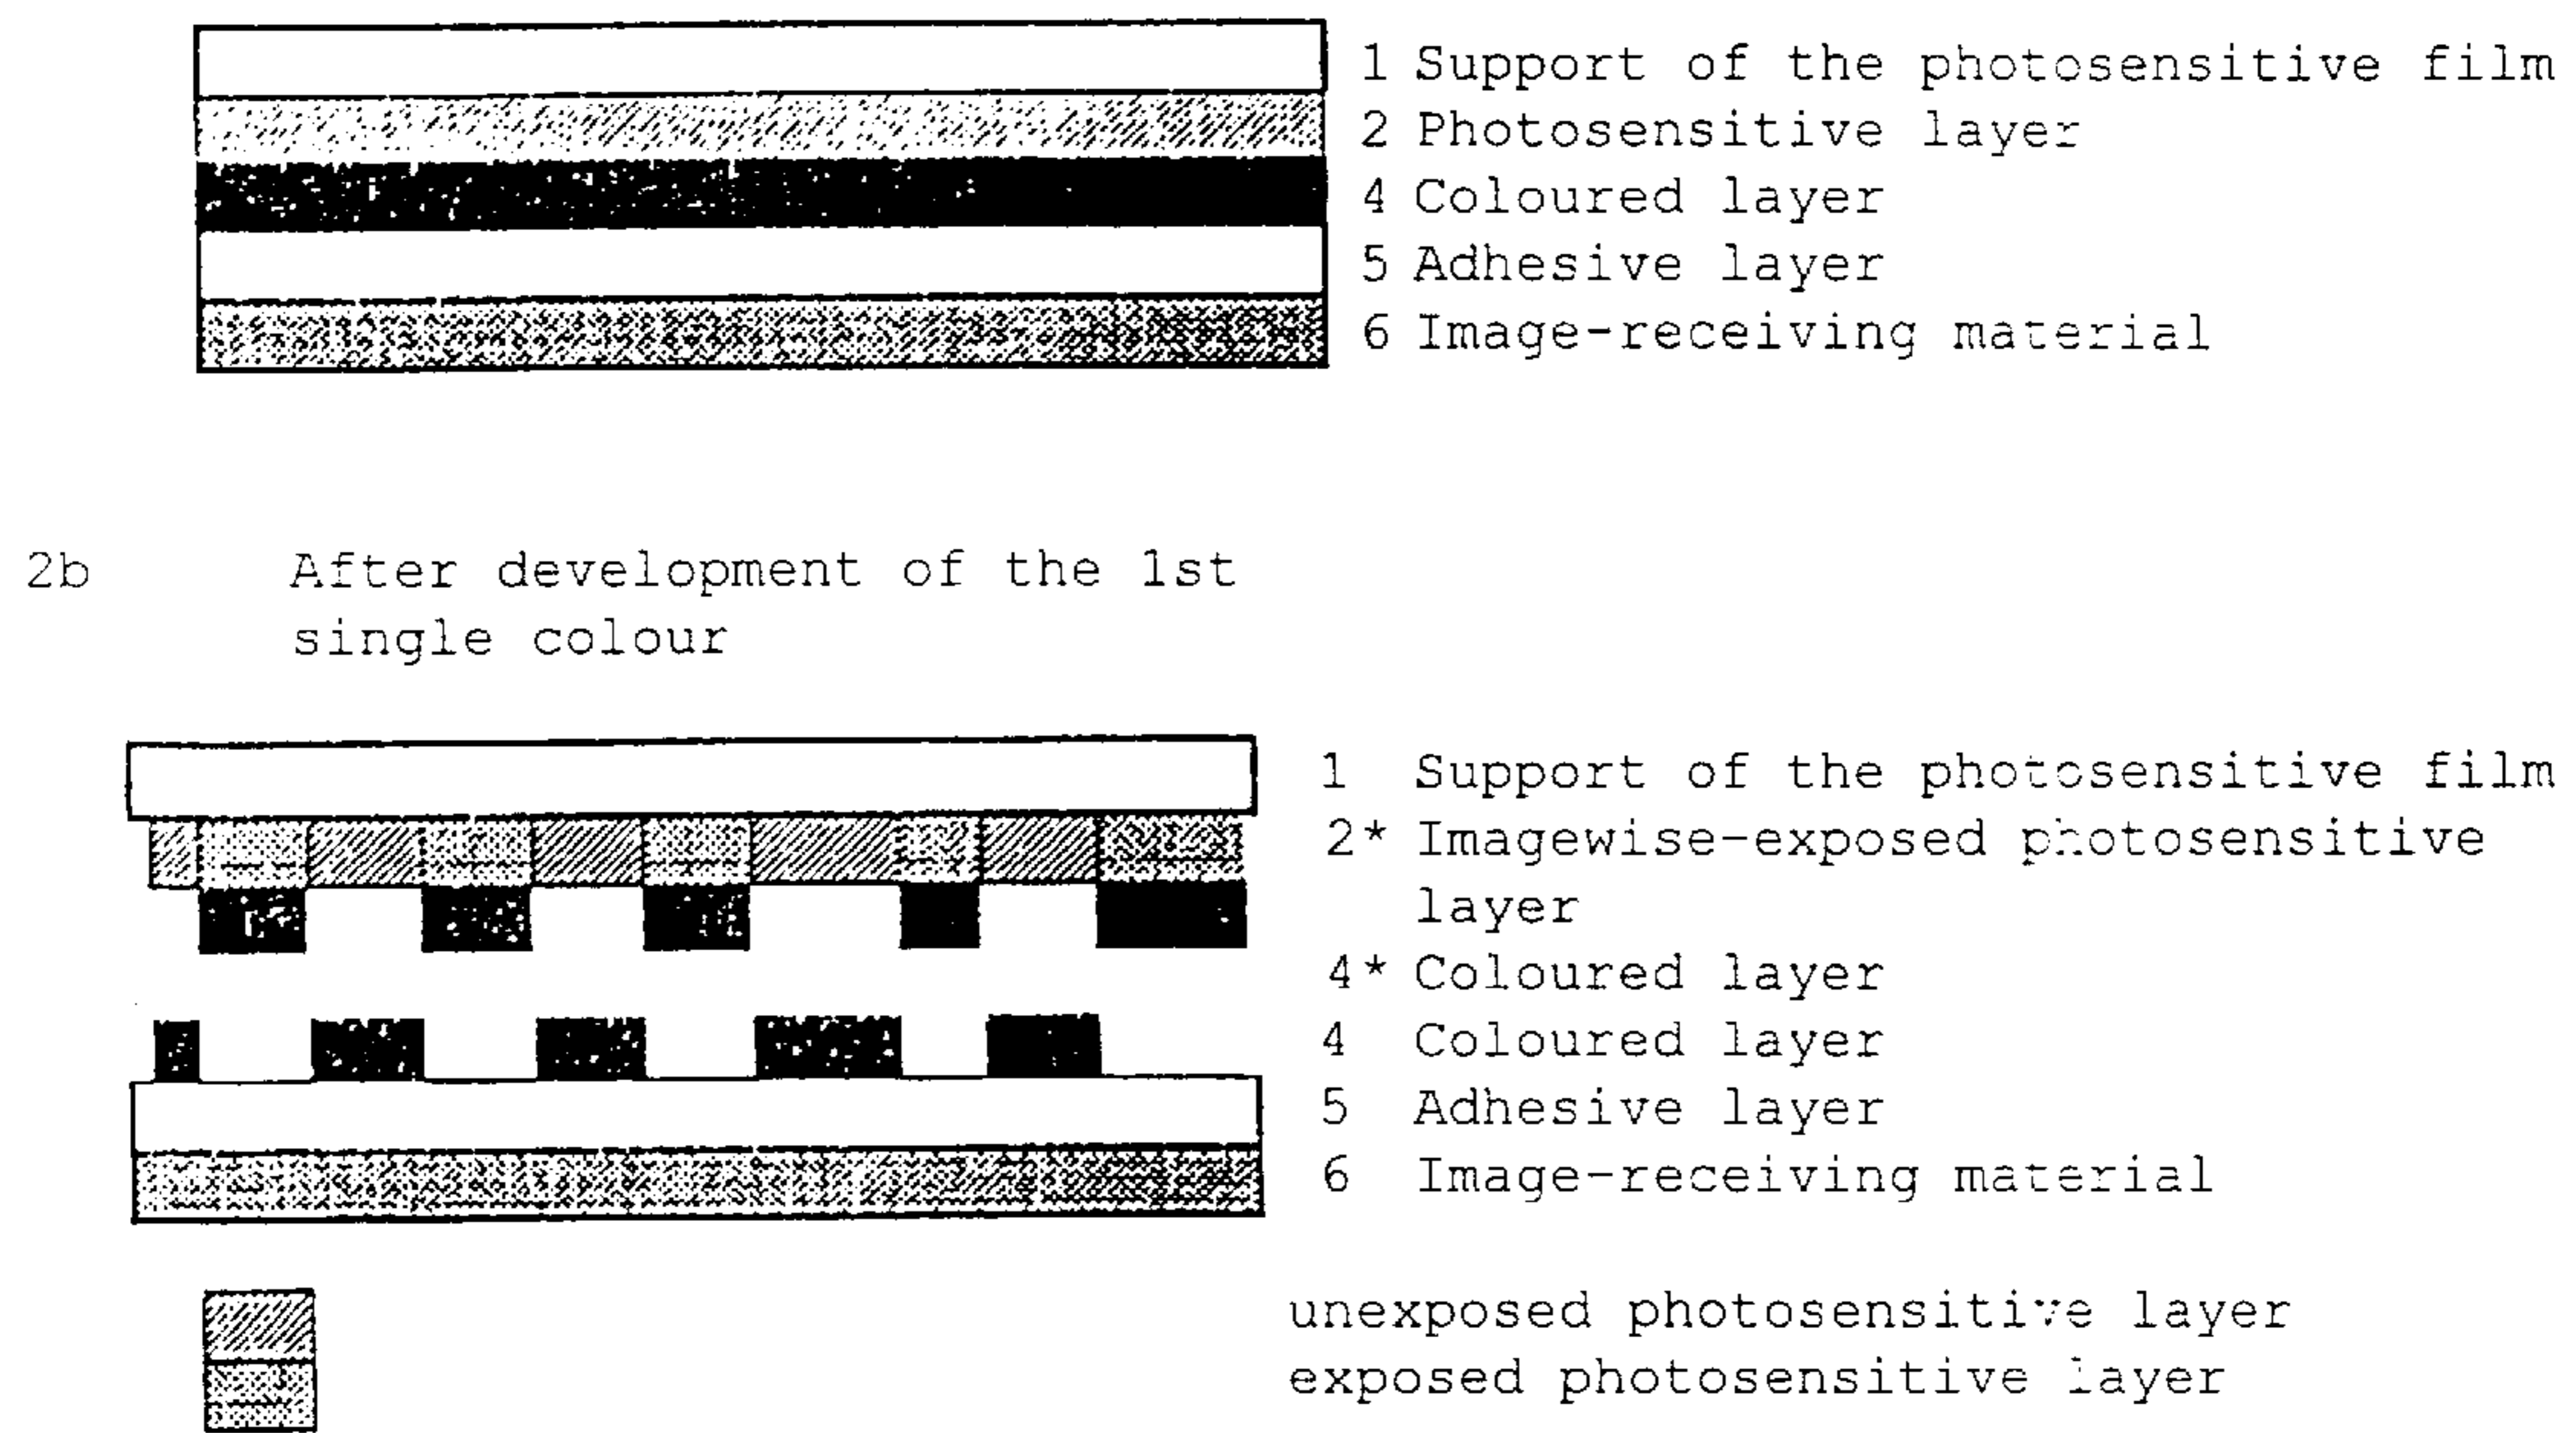 1 Support of the photosensitive film
2 Photosensitive layer
4 Coloured layer
5 Adhesive layer
6 Image-receiving material
2b After development of the 1st
single colour
1 Support of the photosensitive film
2* Imagewise-exposed photosensitive
layer
4* Coloured layer
4 Coloured layer
5 Adhesive layer
6 Image-receiving material
unexposed photosensitive layer
exposed photosensitive layer